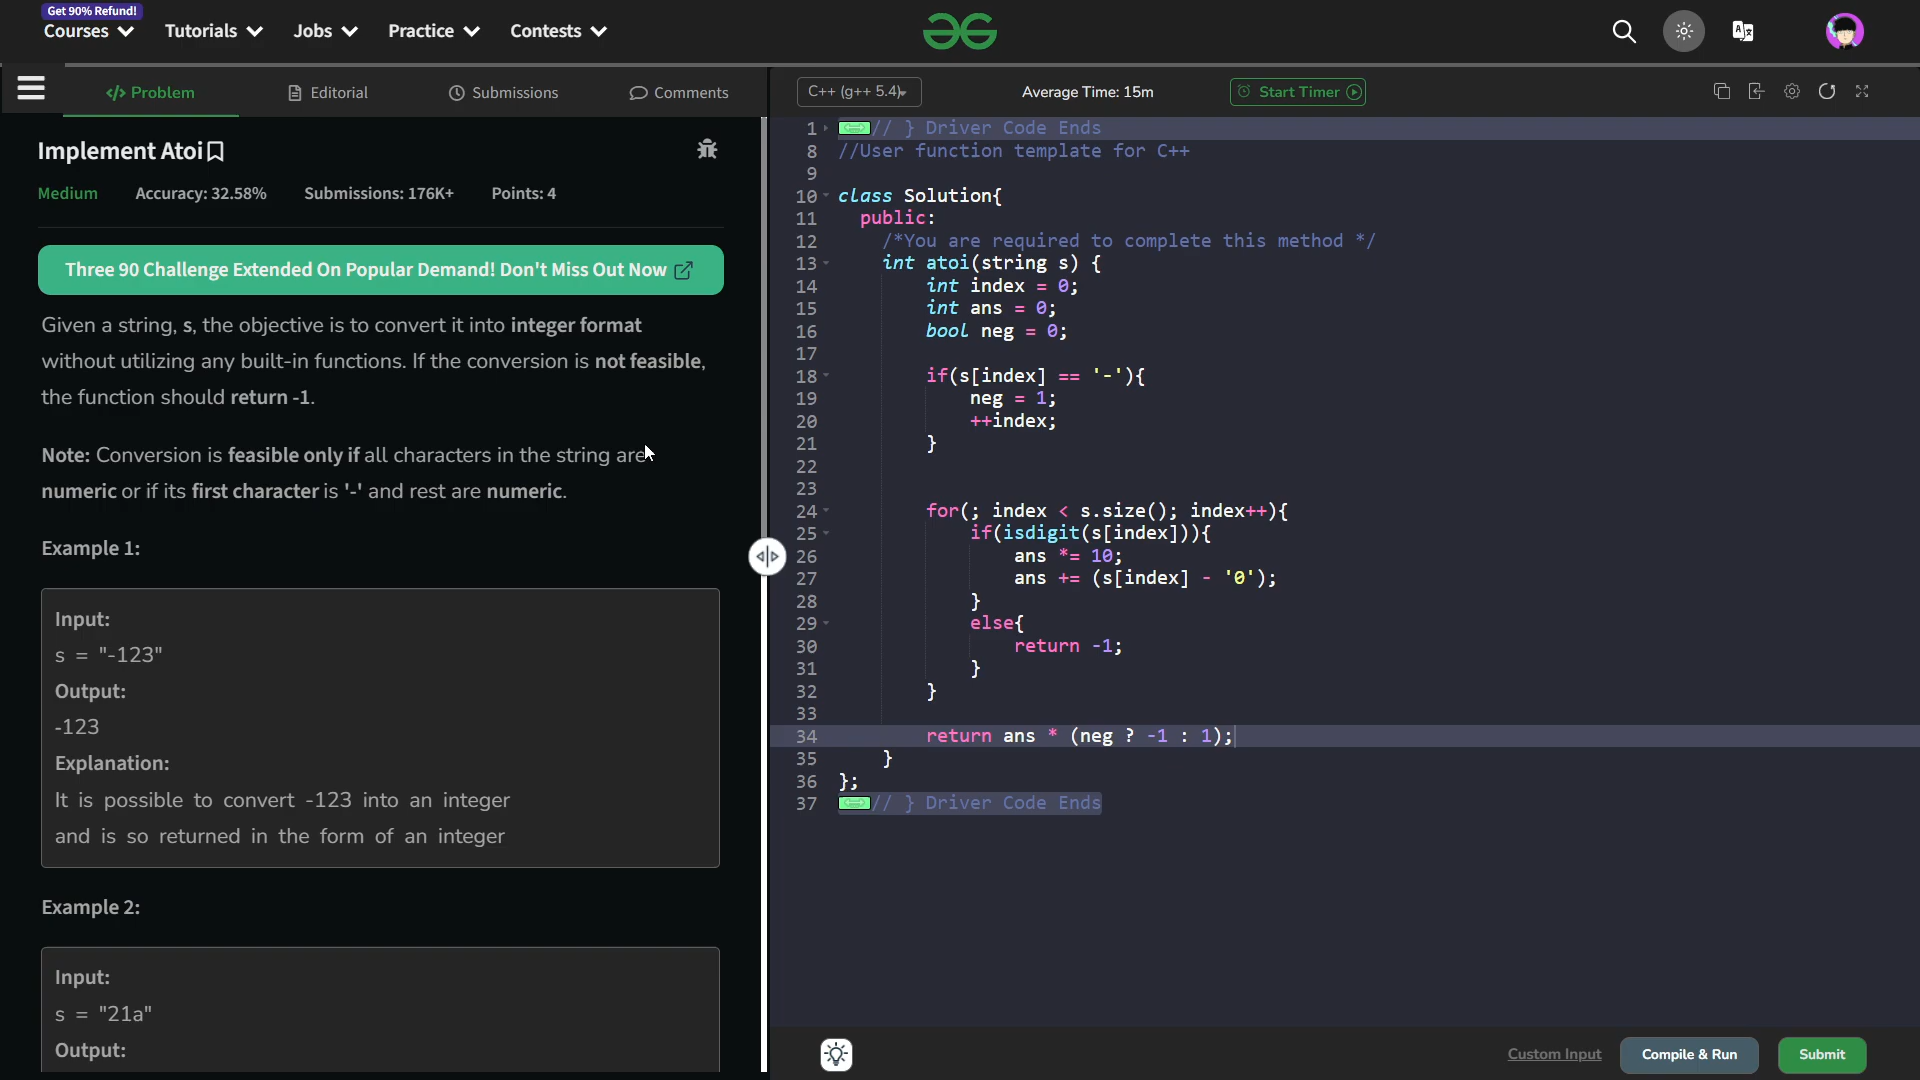 Get 90% Refund!
Courses
Tutorials
Jobs
Practice
Contests
</> Problem
Editorial
Submissions
Comments
C++ (g++ 5.4)
Average Time: 15m
Start Timer
Implement Atoi
Medium
Accuracy: 32.58%
Submissions: 176K+
Points: 4
Three 90 Challenge Extended On Popular Demand! Don't Miss Out Now
Given a string, s, the objective is to convert it into integer format
without utilizing any built-in functions. If the conversion is not feasible,
the function should return -1.
Note: Conversion is feasible only if all characters in the string are
numeric or if its first character is '-' and rest are numeric.
Example 1:
Input:
s = "-123"
Output:
-123
Explanation:
It is possible to convert -123 into an integer
and is so returned in the form of an integer
Example 2:
Input:
s = "21a"
Output:
1 // } Driver Code Ends
8 //User function template for C++
9
10 class Solution{
11 public:
12 /*You are required to complete this method */
13 int atoi(string s) {
14 int index = 0;
15 int ans = 0;
16 bool neg = 0;
17
18 if(s[index] == '-'){
19 neg = 1;
20 ++index;
21 }
22
23
24 for(; index < s.size(); index++){
25 if(isdigit(s[index])){
26 ans *= 10;
27 ans += (s[index] - '0');
28 }
29 else{
30 return -1;
31 }
32 }
33
34 return ans * (neg ? -1 : 1);
35 }
36 };
37 // } Driver Code Ends
Custom Input
Compile & Run
Submit